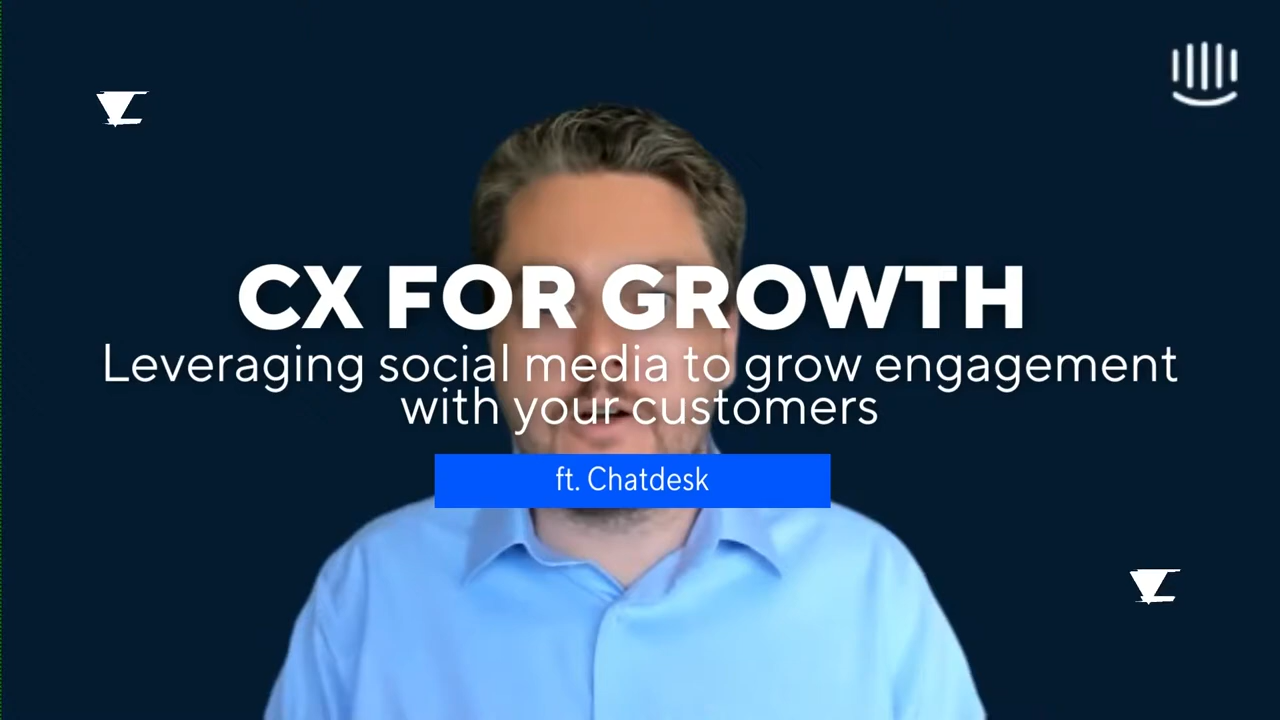 CX FOR GROWTH
Leveraging social media to grow engagement
with your customers
ft. Chatdesk